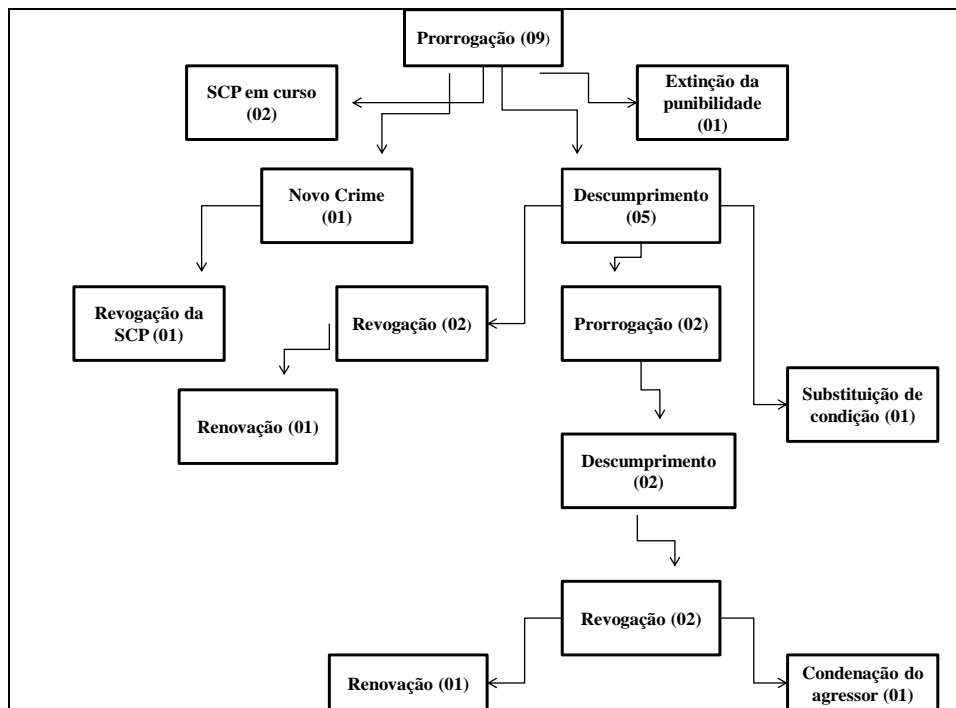 Prorrogação (09)
SCP em curso
(02)
Extinção da
punibilidade
(01)
Novo Crime
(01)
Descumprimento
(05)
Revogação da
SCP (01)
Revogação (02)
Prorrogação (02)
Renovação (01)
Substituição de
condição (01)
Descumprimento
(02)
Revogação (02)
Renovação (01)
Condenação do
agressor (01)